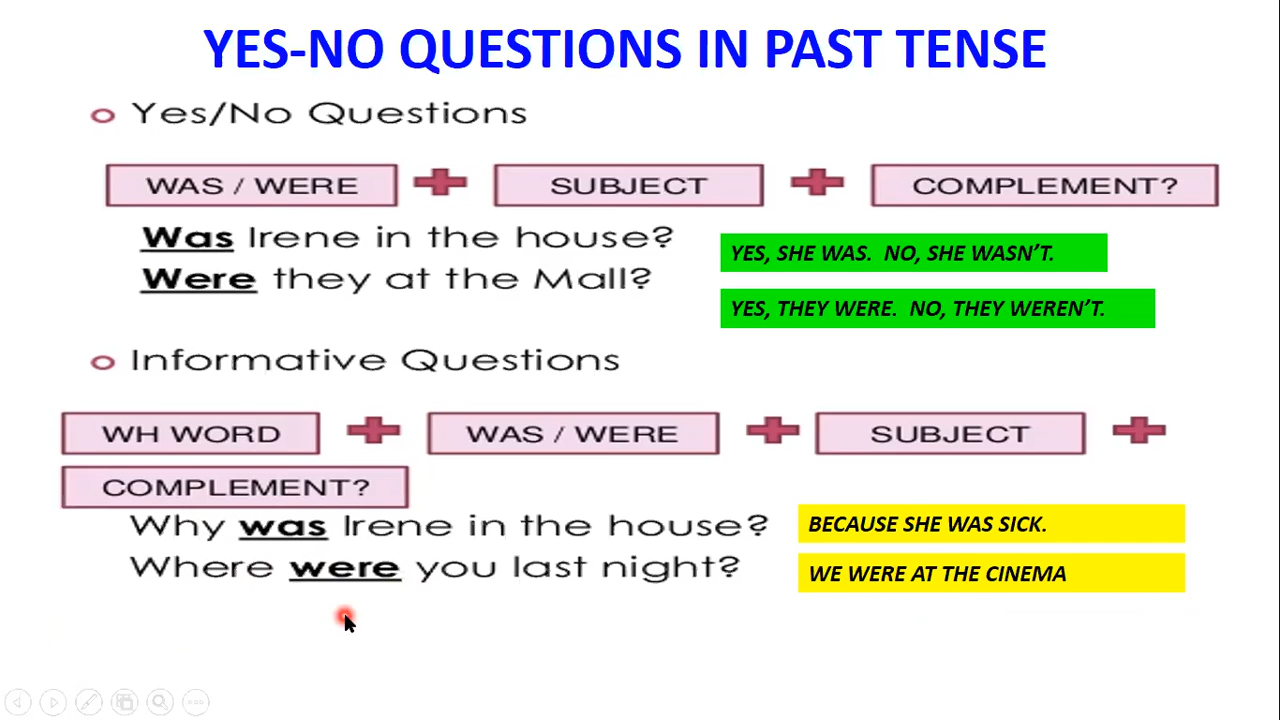 YES-NO QUESTIONS IN PAST TENSE
Yes/No Questions
WAS / WERE + SUBJECT + COMPLEMENT?
Was Irene in the house?
YES, SHE WAS. NO, SHE WASN'T.
Were they at the Mall?
YES, THEY WERE. NO, THEY WEREN'T.
Informative Questions
WH WORD + WAS / WERE + SUBJECT +
COMPLEMENT?
Why was Irene in the house?
BECAUSE SHE WAS SICK.
Where were you last night?
WE WERE AT THE CINEMA